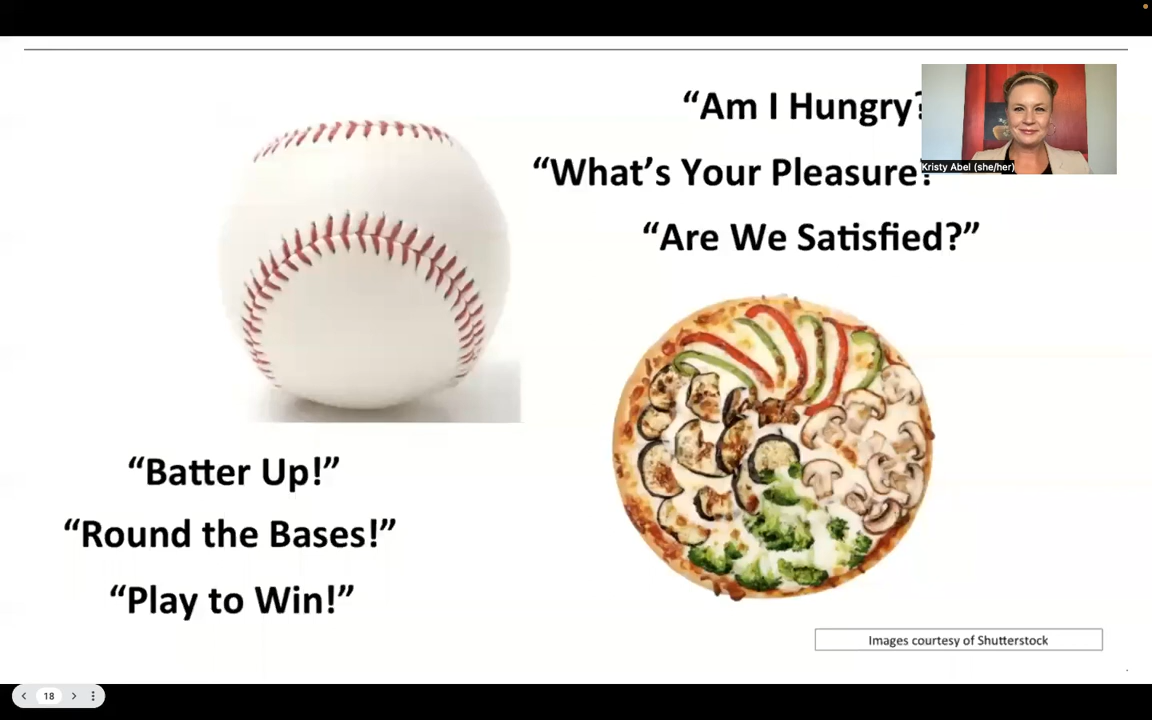 “Am I Hungry?
“What’s Your Pleasure?
“Are We Satisfied?”
Kristy Abel (she/her)
“Batter Up!”
“Round the Bases!”
“Play to Win!”
Images courtesy of Shutterstock
18